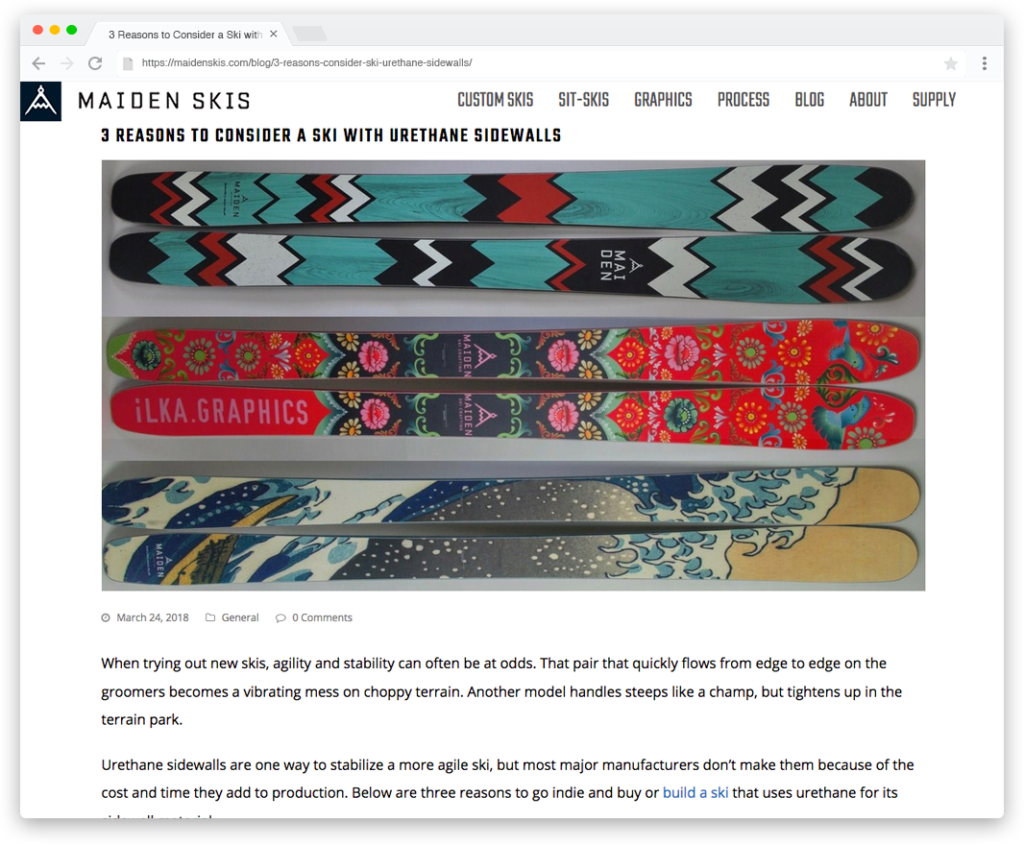 3 Reasons to Consider a Ski with
https://maidenskis.com/blog/3-reasons-consider-ski-urethane-sidewalls/
MAIDEN SKIS
CUSTOM SKIS SIT-SKIS GRAPHICS PROCESS BLOG ABOUT SUPPLY
3 REASONS TO CONSIDER A SKI WITH URETHANE SIDEWALLS
MAIDEN
MAI
DEN
MAIDEN
iLKA.GRAPHICS
MAIDEN
MAIDEN
March 24, 2018 General 0 Comments
When trying out new skis, agility and stability can often be at odds. That pair that quickly flows from edge to edge on the
groomers becomes a vibrating mess on choppy terrain. Another model handles steeps like a champ, but tightens up in the
terrain park.
Urethane sidewalls are one way to stabilize a more agile ski, but most major manufacturers don’t make them because of the
cost and time they add to production. Below are three reasons to go indie and buy or build a ski that uses urethane for its